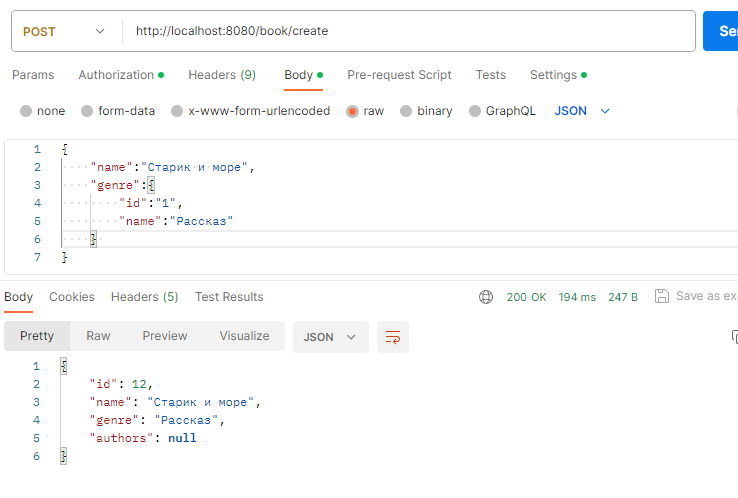 POST http://localhost:8080/book/create Se
Params Authorization Headers (9) Body Pre-request Script Tests Settings
none form-data x-www-form-urlencoded raw binary GraphQL JSON
1 {
2 "name":"Старик и море",
3 "genre":{
4 "id":"1",
5 "name":"Рассказ"
6 }
7 }
Body Cookies Headers (5) Test Results 200 OK 194 ms 247 B Save as exa
Pretty Raw Preview Visualize JSON
1 {
2 "id": 12,
3 "name": "Старик и море",
4 "genre": "Рассказ",
5 "authors": null
6 }